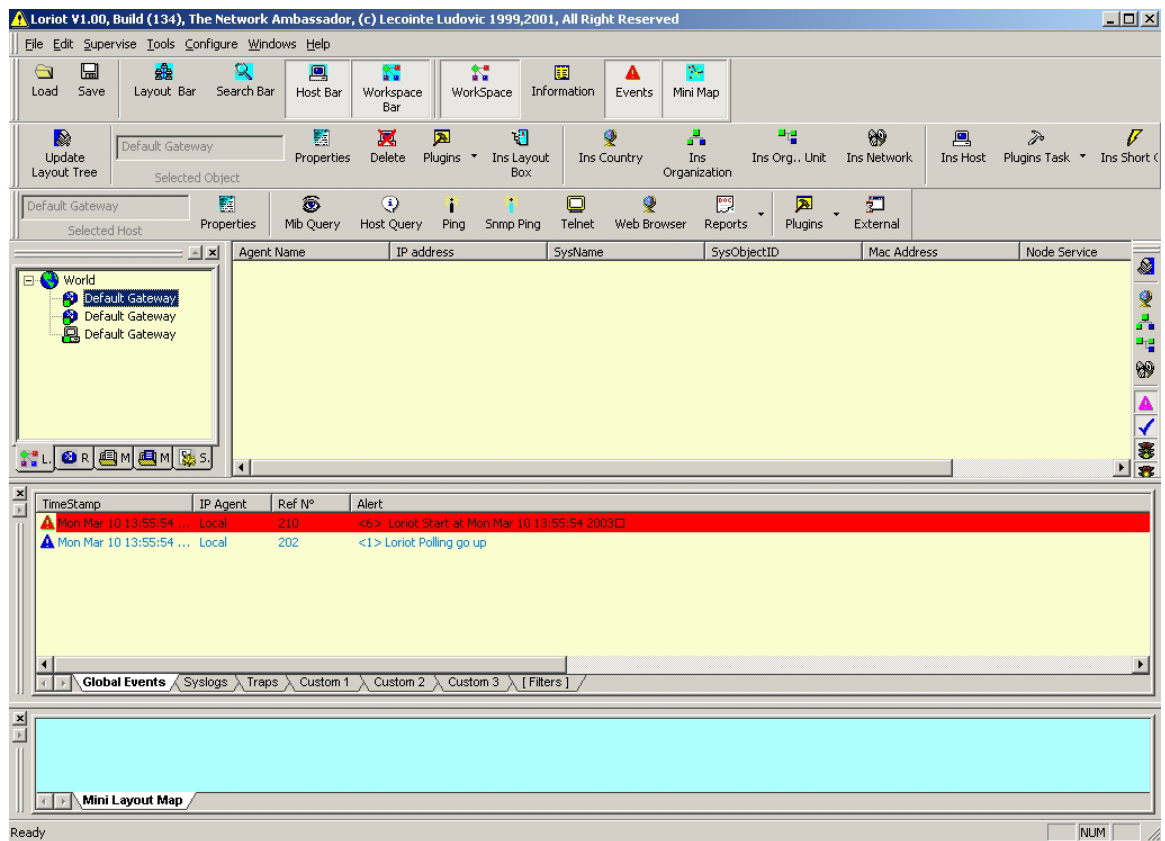 Loriot V1.00, Build (134), The Network Ambassador, (c) Lecointe Ludovic 1999,2001, All Right Reserved
File Edit Supervise Tools Configure Windows Help
Load Save Layout Bar Search Bar Host Bar Workspace Bar WorkSpace Information Events Mini Map
Update Layout Tree Default Gateway Selected Object Properties Delete Plugins Ins Layout Box Ins Country Ins Organization Ins Org.. Unit Ins Network Ins Host Plugins Task Ins Short
Default Gateway Selected Host Properties Mib Query Host Query Ping Snmp Ping Telnet Web Browser Reports Plugins External
Agent Name IP address SysName SysObjectID Mac Address Node Service
World
Default Gateway
Default Gateway
Default Gateway
L. R M M S.
TimeStamp IP Agent Ref N° Alert
Mon Mar 10 13:55:54 ... Local 210 <6> Loriot Start at Mon Mar 10 13:55:54 2003□
Mon Mar 10 13:55:54 ... Local 202 <1> Loriot Polling go up
Global Events Syslogs Traps Custom 1 Custom 2 Custom 3 [ Filters ]
Mini Layout Map
Ready NUM